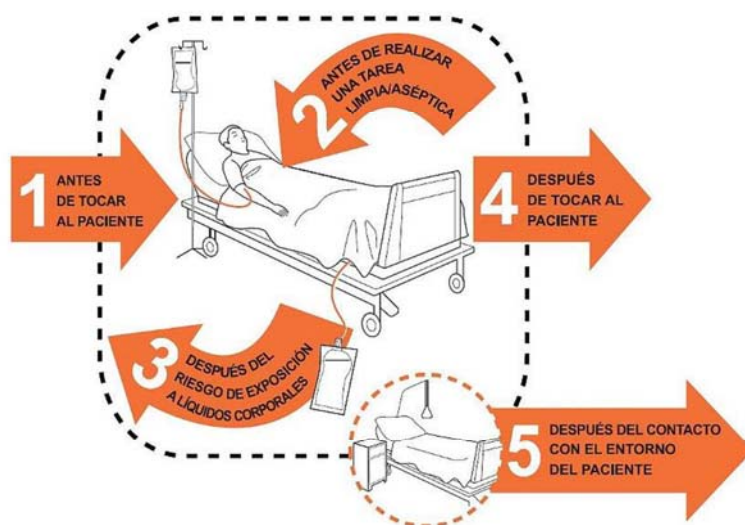 1 ANTES
DE TOCAR
AL PACIENTE
2 ANTES DE REALIZAR
UNA TAREA
LIMPIA/ASÉPTICA
3 DESPUÉS DEL
RIESGO DE EXPOSICIÓN
A LÍQUIDOS CORPORALES
4 DESPUÉS
DE TOCAR AL
PACIENTE
5 DESPUÉS DEL CONTACTO
CON EL ENTORNO
DEL PACIENTE